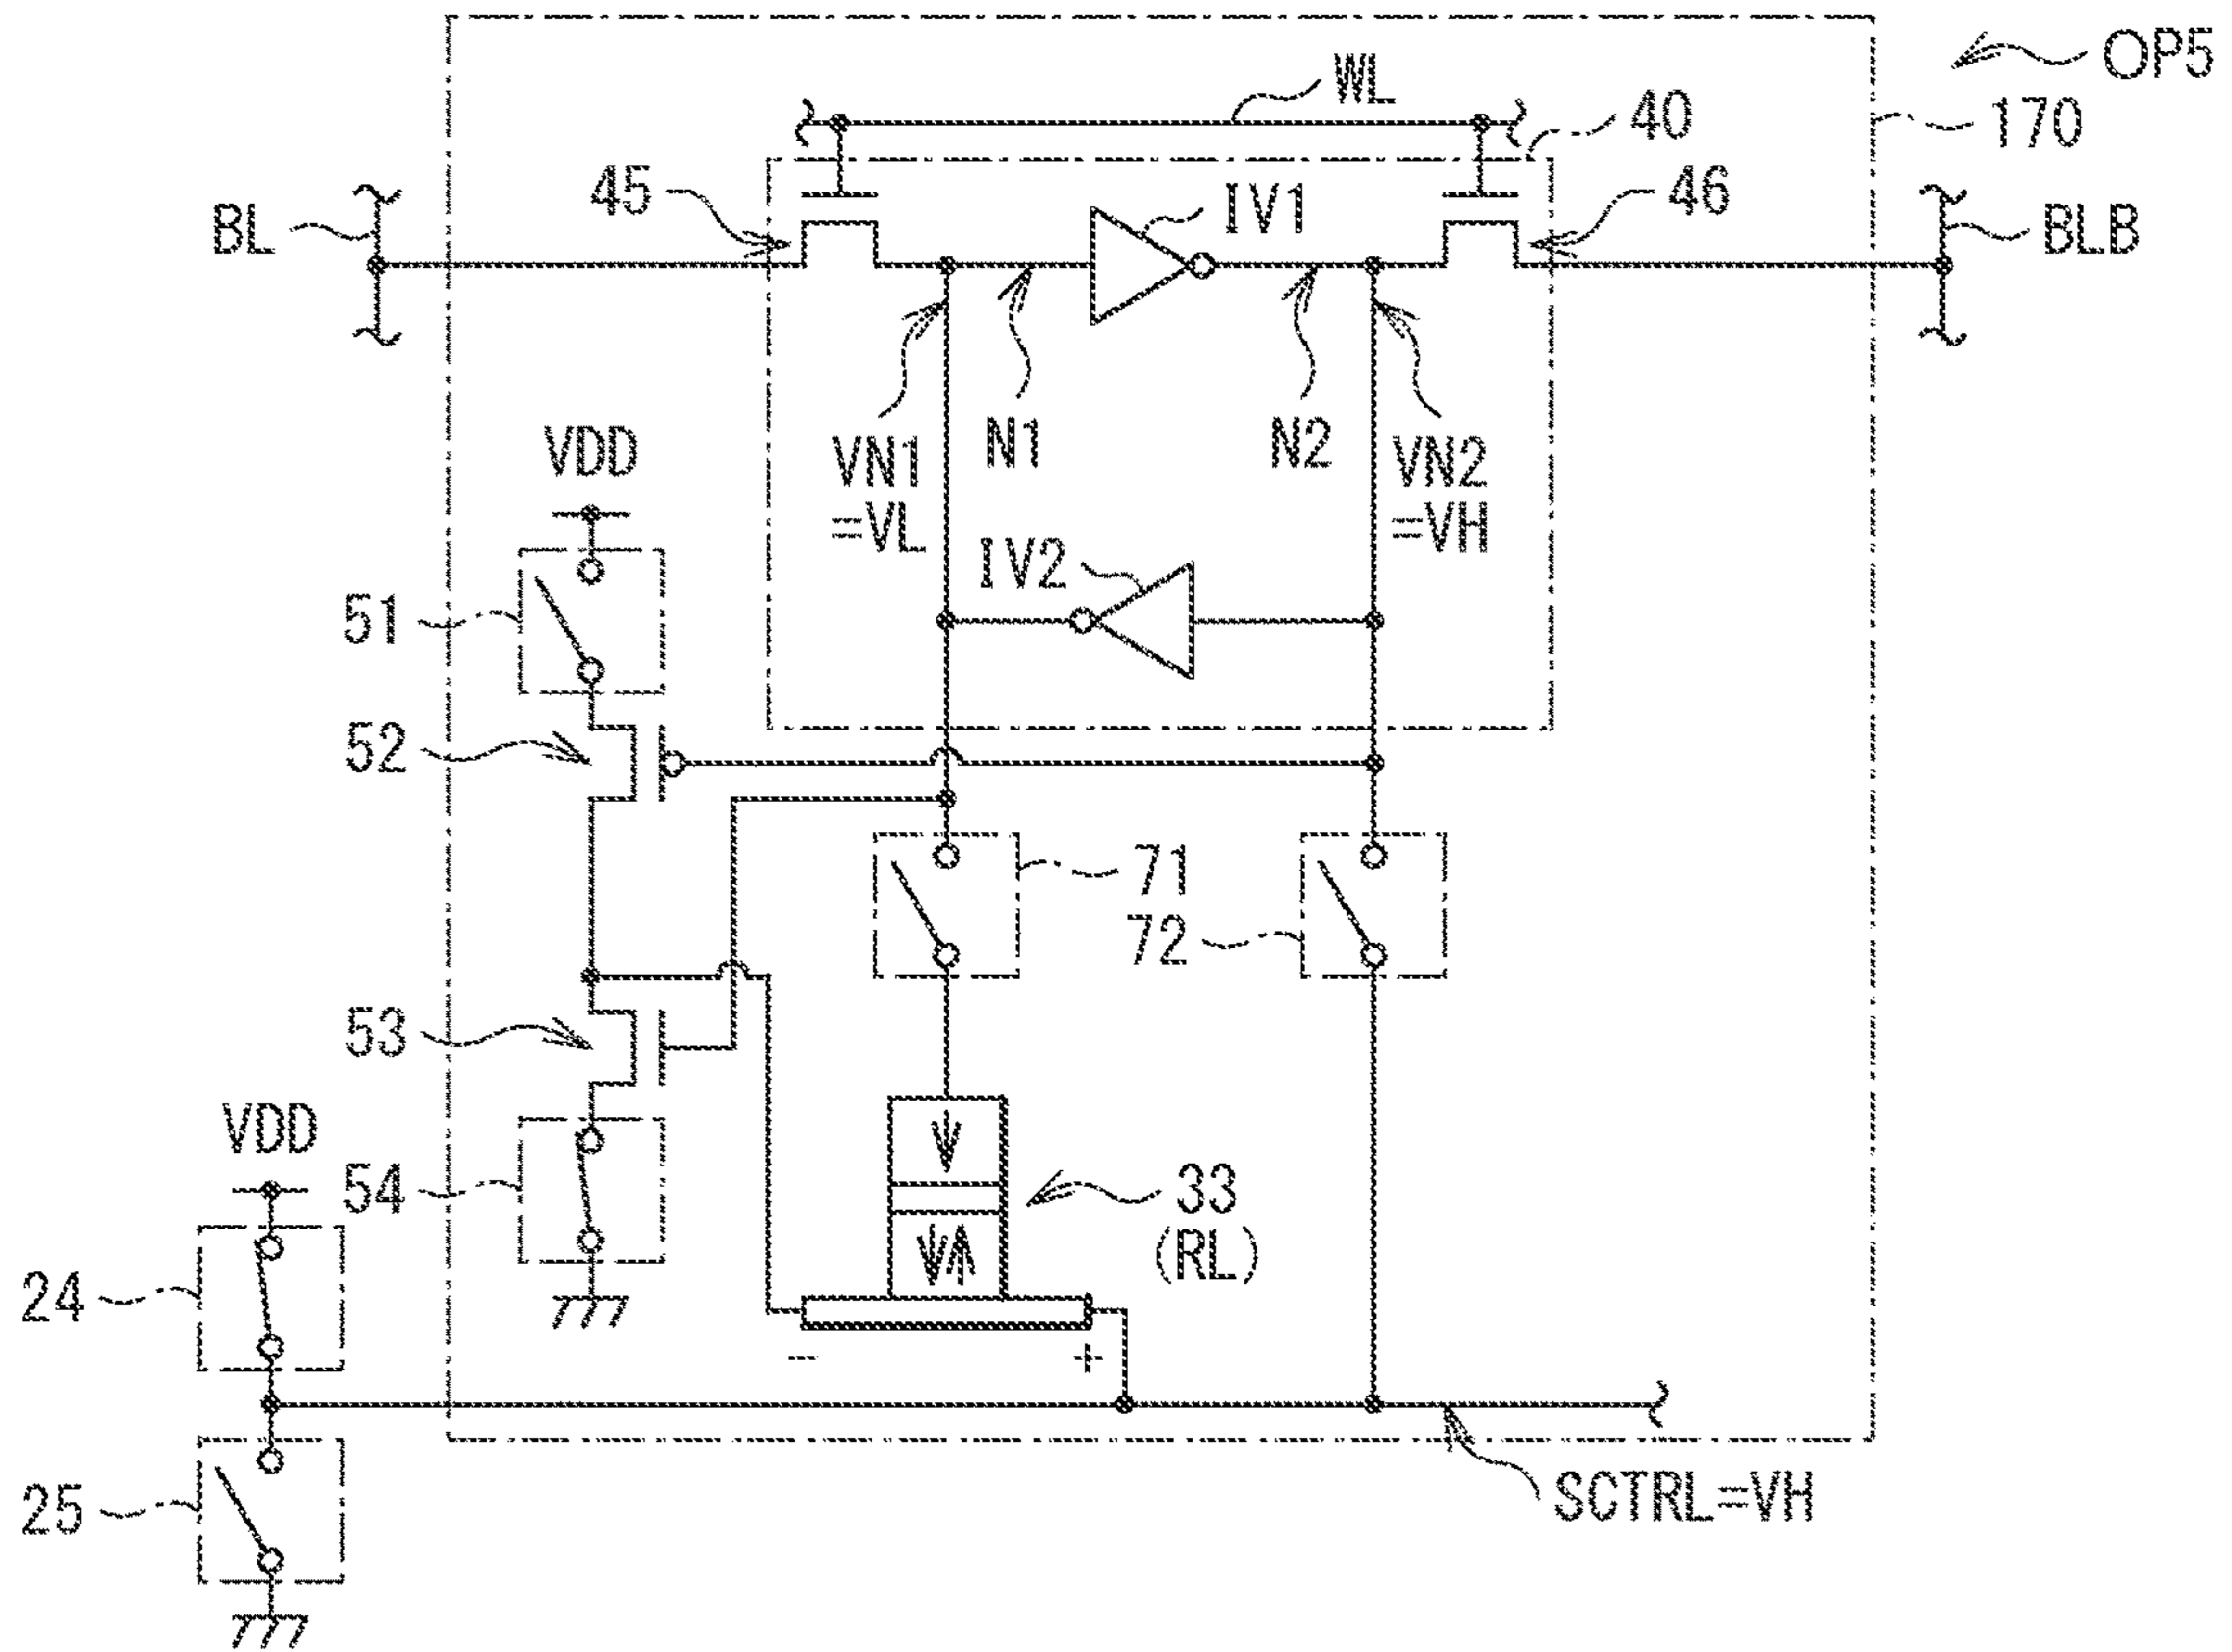 OP5
WL
40
170
45
IV1
46
BL
BLB
VN1
=VL
N1
N2
VN2
=VH
VDD
IV2
51
52
71
72
53
VDD
54
33
(RL)
24
- +
25
SCTRL=VH